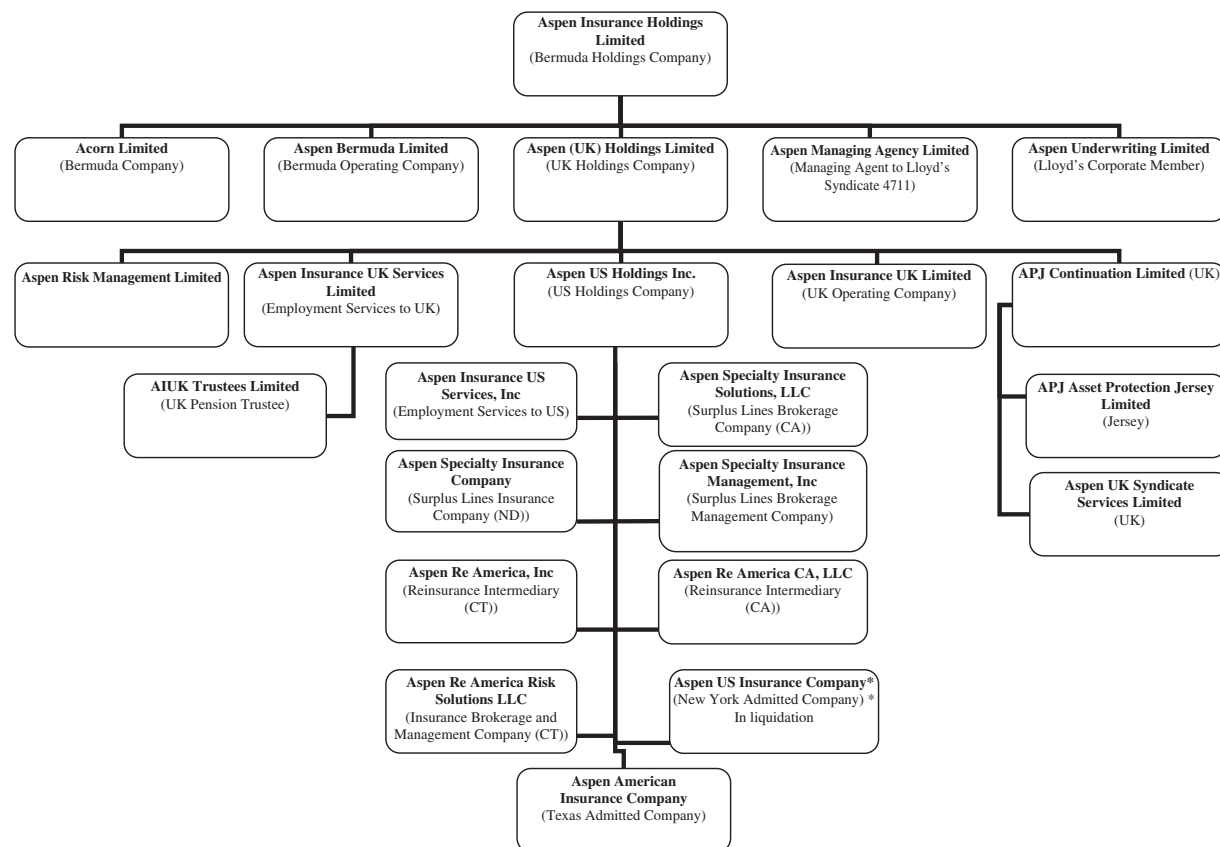 Aspen Insurance Holdings
Limited
(Bermuda Holdings Company)
Acorn Limited
(Bermuda Company)
Aspen Bermuda Limited
(Bermuda Operating Company)
Aspen (UK) Holdings Limited
(UK Holdings Company)
Aspen Managing Agency Limited
(Managing Agent to Lloyd’s
Syndicate 4711)
Aspen Underwriting Limited
(Lloyd’s Corporate Member)
Aspen Risk Management Limited
Aspen Insurance UK Services
Limited
(Employment Services to UK)
Aspen US Holdings Inc.
(US Holdings Company)
Aspen Insurance UK Limited
(UK Operating Company)
APJ Continuation Limited (UK)
AIUK Trustees Limited
(UK Pension Trustee)
Aspen Insurance US
Services, Inc
(Employment Services to US)
Aspen Specialty Insurance
Solutions, LLC
(Surplus Lines Brokerage
Company (CA))
APJ Asset Protection Jersey
Limited
(Jersey)
Aspen Specialty Insurance
Company
(Surplus Lines Insurance
Company (ND))
Aspen Specialty Insurance
Management, Inc
(Surplus Lines Brokerage
Management Company)
Aspen UK Syndicate
Services Limited
(UK)
Aspen Re America, Inc
(Reinsurance Intermediary
(CT))
Aspen Re America CA, LLC
(Reinsurance Intermediary
(CA))
Aspen Re America Risk
Solutions LLC
(Insurance Brokerage and
Management Company (CT))
Aspen US Insurance Company*
(New York Admitted Company) *
In liquidation
Aspen American
Insurance Company
(Texas Admitted Company)